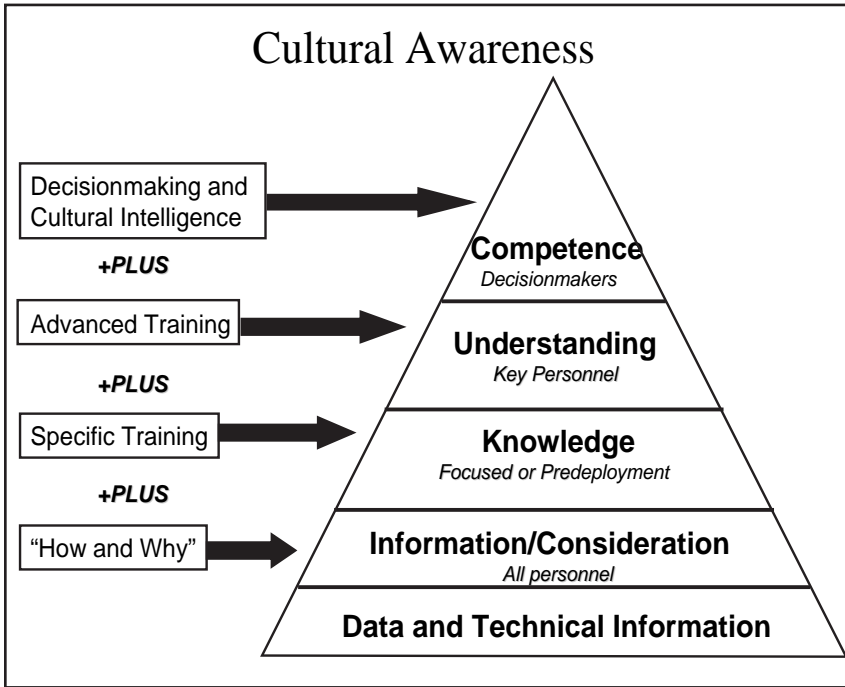 Cultural Awareness
Decisionmaking and
Cultural Intelligence
+PLUS
Advanced Training
+PLUS
Specific Training
+PLUS
“How and Why”
Competence
Decisionmakers
Understanding
Key Personnel
Knowledge
Focused or Predeployment
Information/Consideration
All personnel
Data and Technical Information